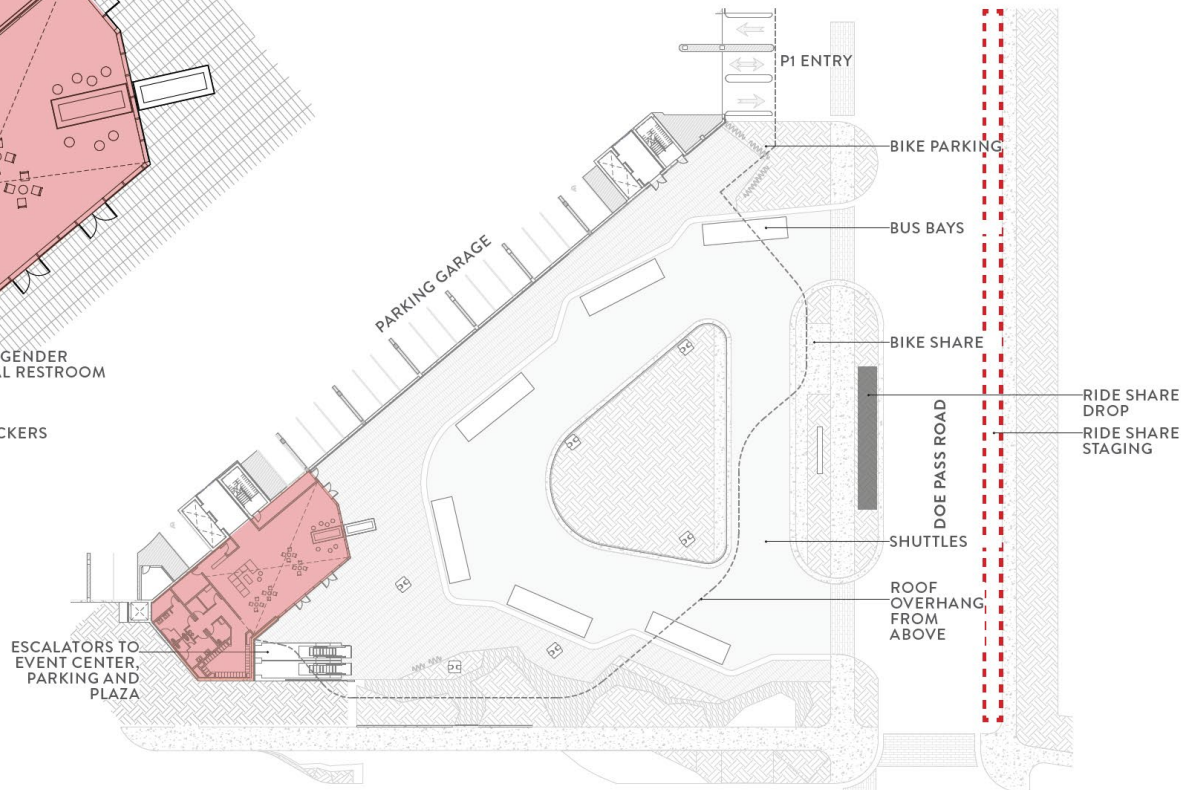 P1 ENTRY
BIKE PARKING
BUS BAYS
PARKING GARAGE
GENDER
RESTROOM
BIKE SHARE
RIDE SHARE
DROP
RIDE SHARE
STAGING
DOE PASS ROAD
SHUTTLES
ROOF
OVERHANG
FROM
ABOVE
ESCALATORS TO
EVENT CENTER,
PARKING AND
PLAZA